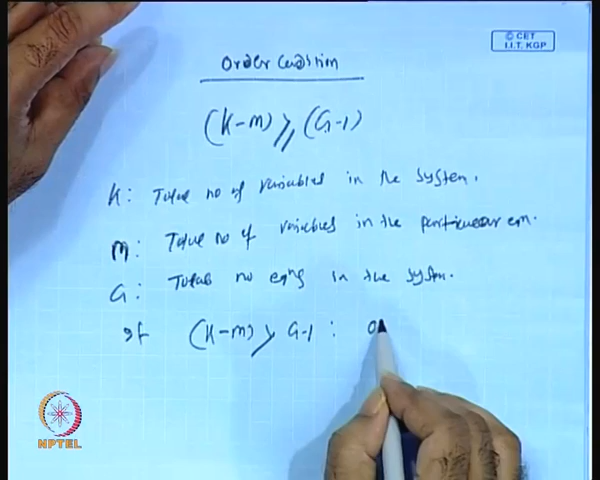 © CET
I.I.T. KGP
Order Condition
(K-m) ≥ (G-1)
K: Total no of variables in the system.
m: Total no of variables in the particular eqn.
G: Total no eqns in the system.
If (K-m) > G-1 : O
NPTEL